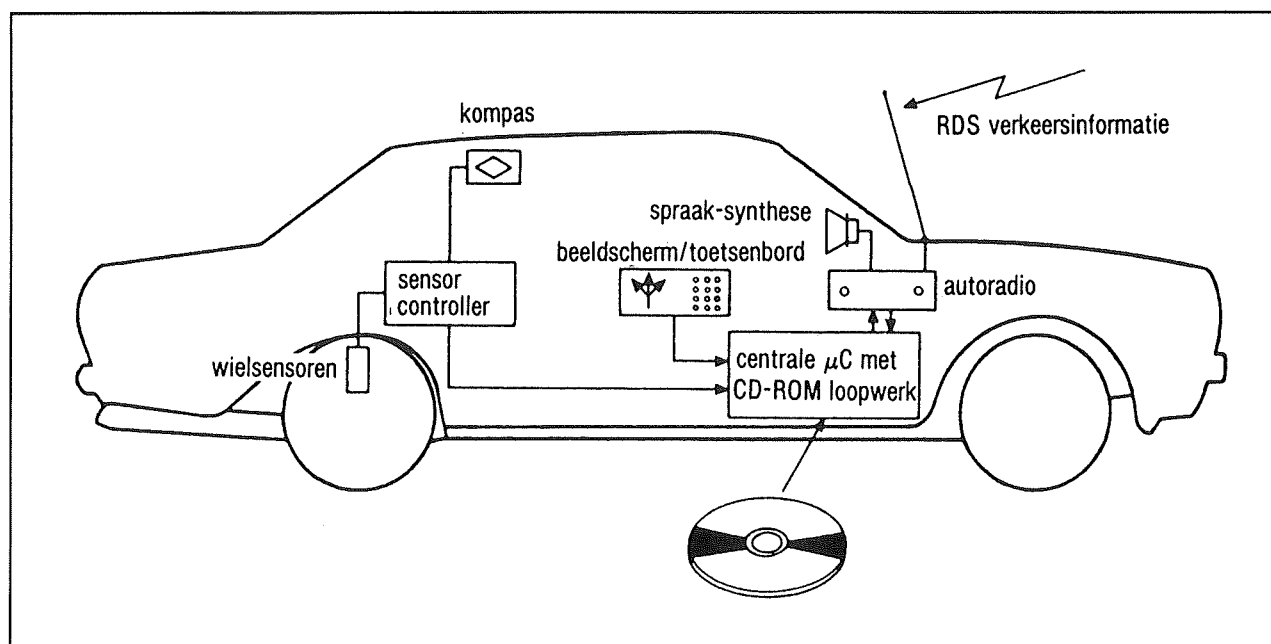 kompas
RDS verkeersinformatie
spraak-synthese
beeldscherm/toetsenbord
sensor
controller
autoradio
wielsensoren
centrale μC met
CD-ROM loopwerk